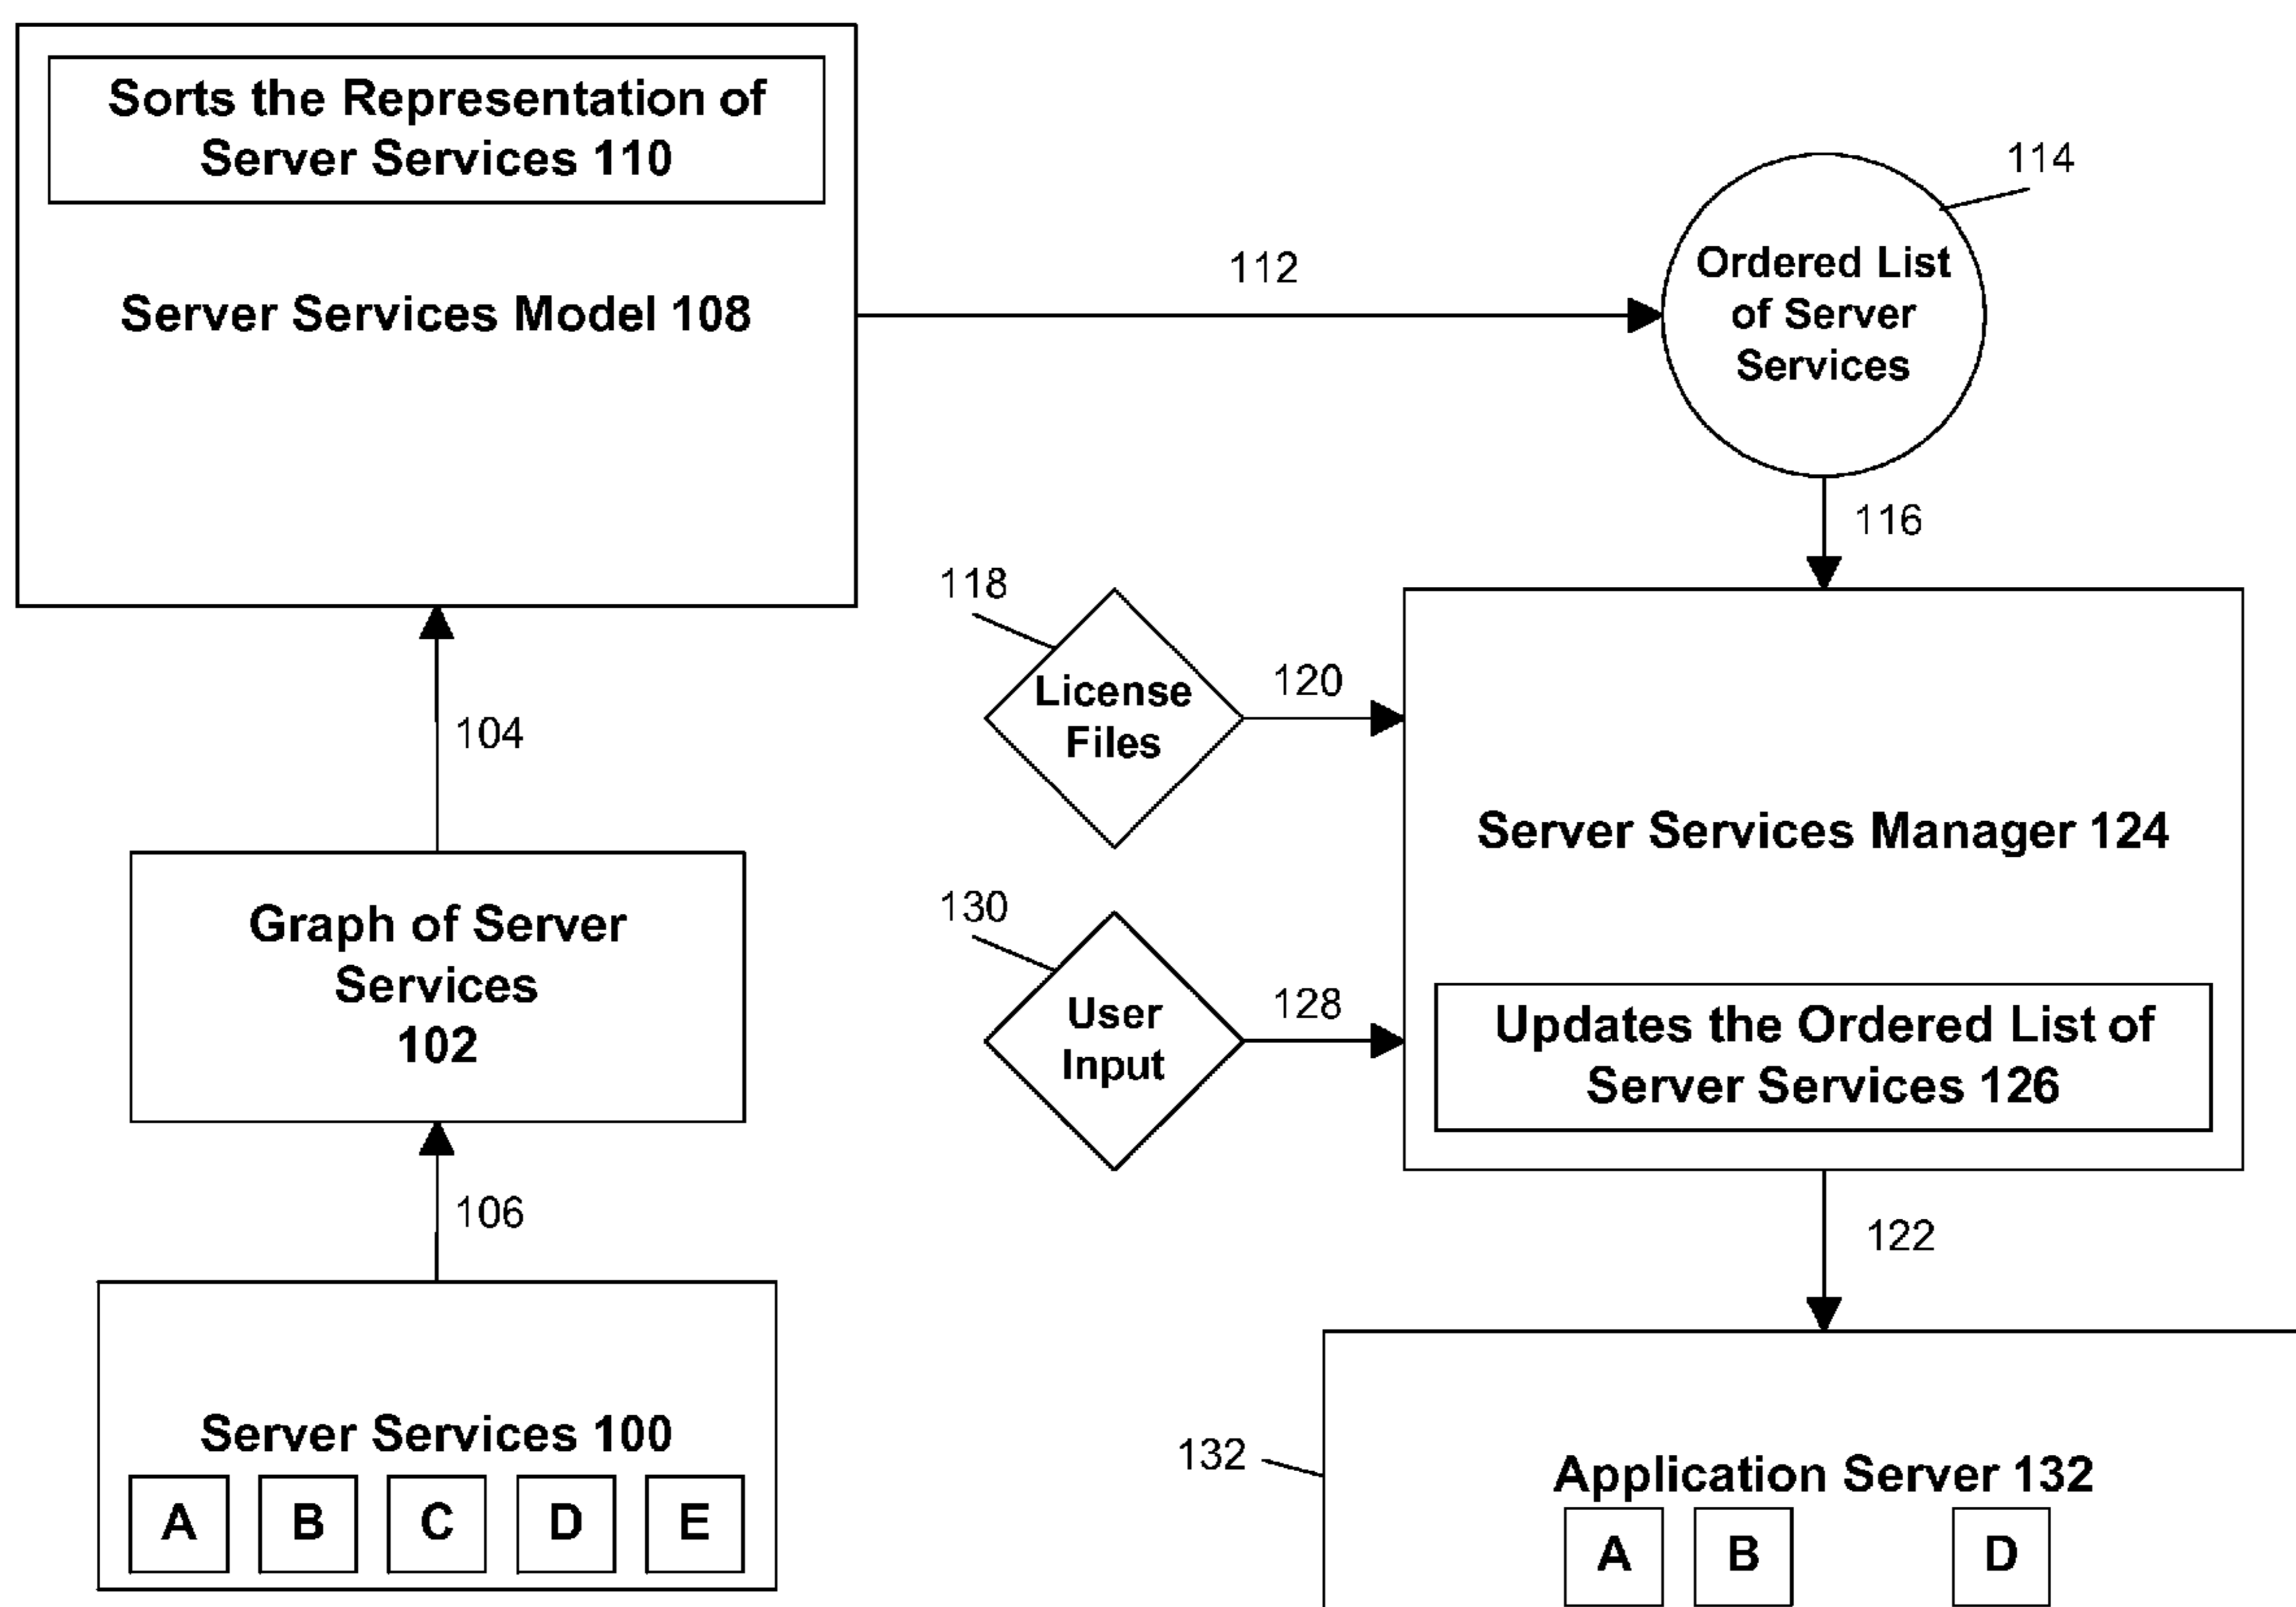 Sorts the Representation of
Server Services 110
Server Services Model 108
112
114
Ordered List
of Server
Services
116
104
118
License
Files
120
Server Services Manager 124
Graph of Server
Services
102
130
User
Input
128
Updates the Ordered List of
Server Services 126
106
122
Server Services 100
A B C D E
132
Application Server 132
A B D